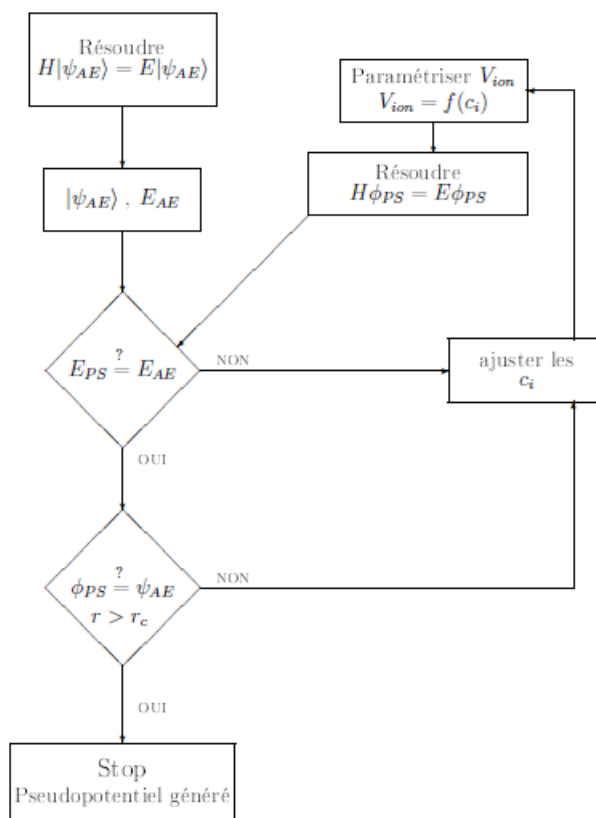 Résoudre
H|ψ_AE⟩ = E|ψ_AE⟩
|ψ_AE⟩ , E_AE
Paramétriser V_ion
V_ion = f(c_i)
Résoudre
Hϕ_PS = Eϕ_PS
?
E_PS = E_AE
NON
ajuster les
c_i
OUI
?
ϕ_PS = ψ_AE
r > r_c
NON
OUI
Stop
Pseudopotentiel généré